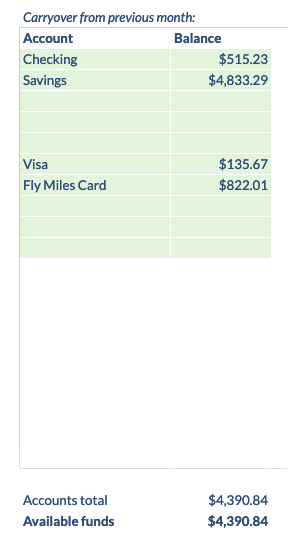 Carryover from previous month:
Account Balance
Checking $515.23
Savings $4,833.29
Visa $135.67
Fly Miles Card $822.01
Accounts total $4,390.84
Available funds $4,390.84